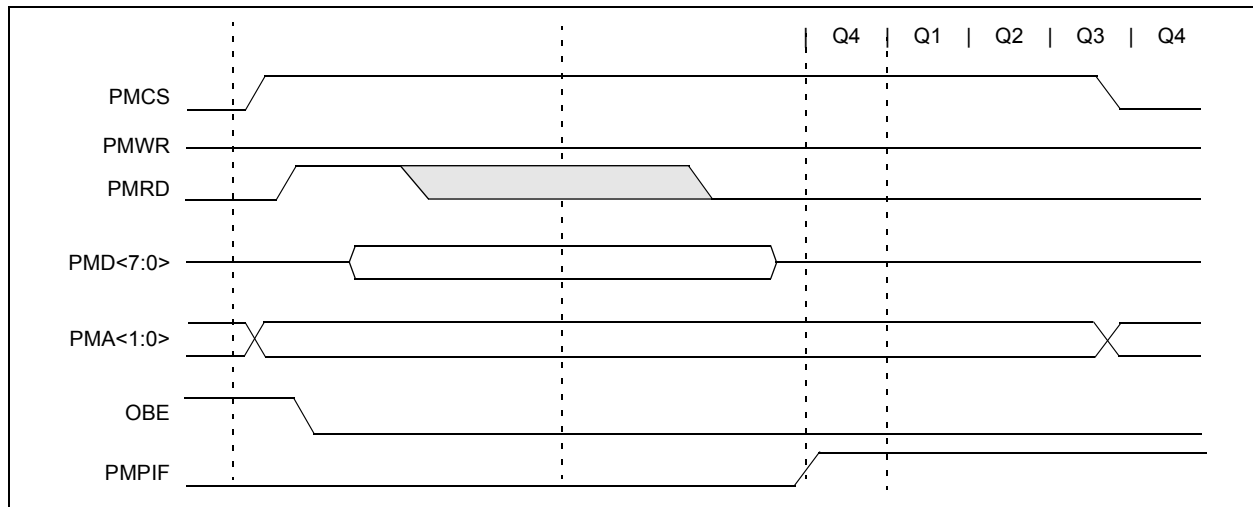 | Q4 | Q1 | Q2 | Q3 | Q4
PMCS
PMWR
PMRD
PMD<7:0>
PMA<1:0>
OBE
PMPIF